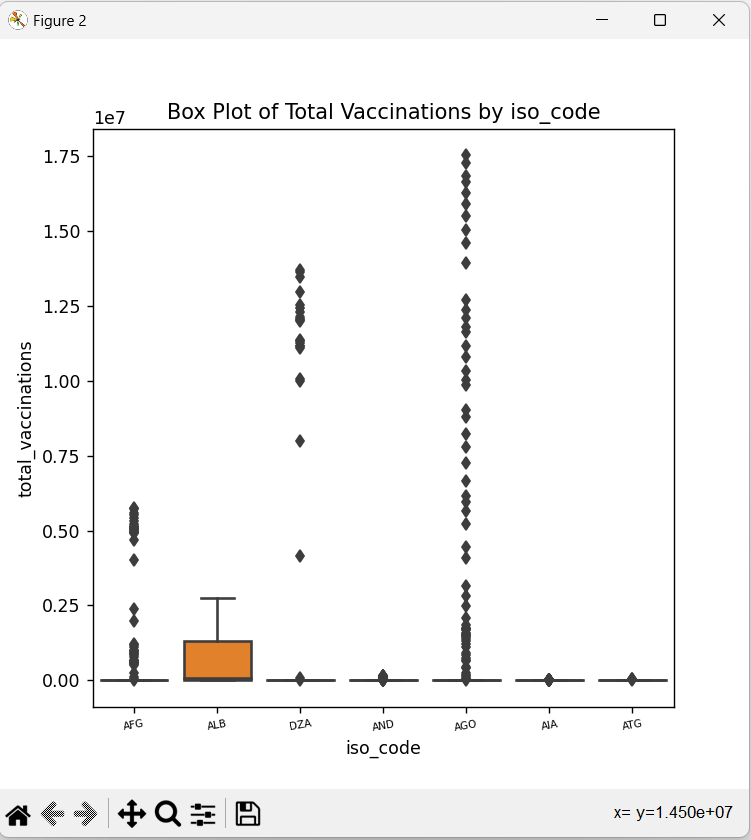 Figure 2
Box Plot of Total Vaccinations by iso_code
1e7
1.75
1.50
1.25
1.00
0.75
0.50
0.25
0.00
total_vaccinations
AFG ALB DZA AND AGO AIA ATG
iso_code
x= y=1.450e+07